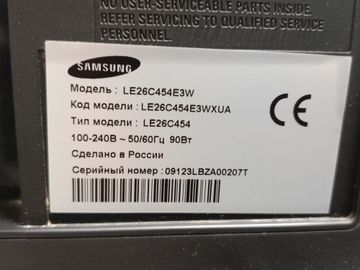 NO USER-SERVICEABLE PARTS INSIDE.
REFER SERVICING TO QUALIFIED SERVICE
PERSONNEL.
SAMSUNG
Модель : LE26C454E3W
Код модели : LE26C454E3WXUA
Тип модели : LE26C454
100-240В ~ 50/60Гц 90Вт
Сделано в России
Серийный номер : 09123LBZA00207T
CE